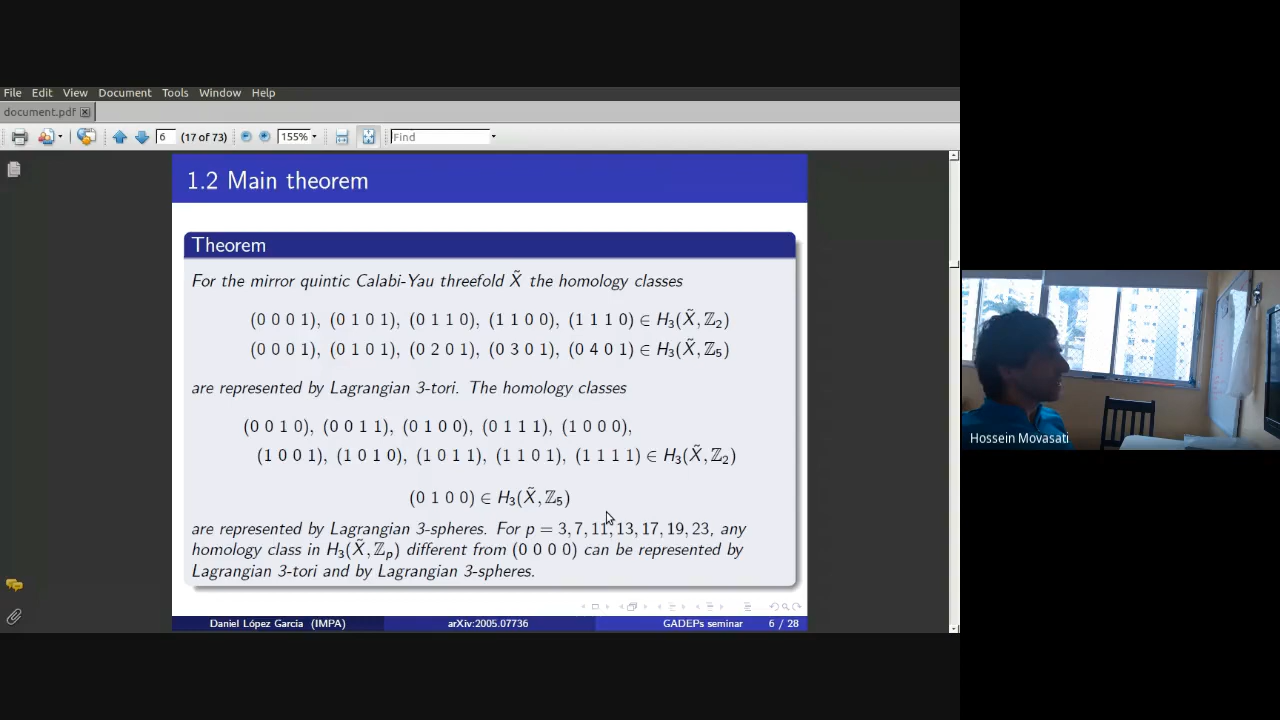 File Edit View Document Tools Window Help
document.pdf
6 (17 of 73) 155% Find
1.2 Main theorem
Theorem
For the mirror quintic Calabi-Yau threefold X̃ the homology classes
(0 0 0 1), (0 1 0 1), (0 1 1 0), (1 1 0 0), (1 1 1 0) ∈ H₃(X̃, ℤ₂)
(0 0 0 1), (0 1 0 1), (0 2 0 1), (0 3 0 1), (0 4 0 1) ∈ H₃(X̃, ℤ₅)
are represented by Lagrangian 3-tori. The homology classes
(0 0 1 0), (0 0 1 1), (0 1 0 0), (0 1 1 1), (1 0 0 0),
(1 0 0 1), (1 0 1 0), (1 0 1 1), (1 1 0 1), (1 1 1 1) ∈ H₃(X̃, ℤ₂)
(0 1 0 0) ∈ H₃(X̃, ℤ₅)
are represented by Lagrangian 3-spheres. For p = 3, 7, 11, 13, 17, 19, 23, any
homology class in H₃(X̃, ℤₚ) different from (0 0 0 0) can be represented by
Lagrangian 3-tori and by Lagrangian 3-spheres.
Daniel López Garcia (IMPA) arXiv:2005.07736 GADEPs seminar 6 / 28
Hossein Movasati